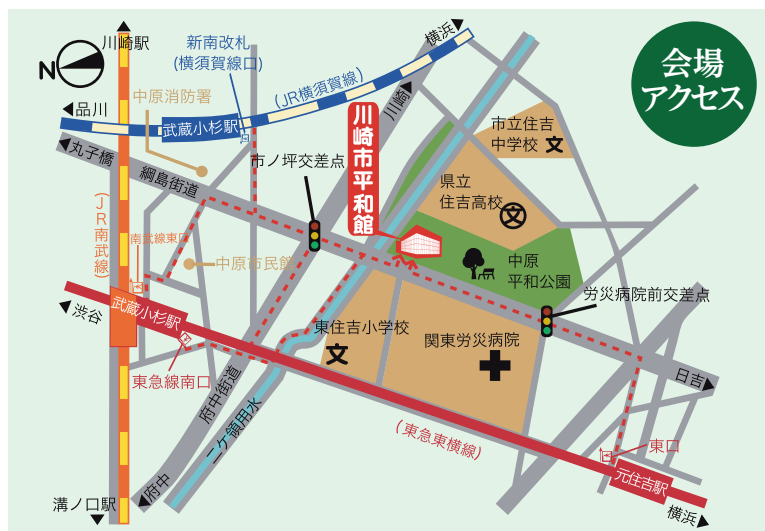 会場
アクセス
川崎駅
新南改札
(横須賀線口)
横浜
(JR横須賀線)
中原消防署
品川
武蔵小杉駅
三ツ池
川崎市平和館
市立住吉
中学校 文
丸子橋
綱島街道
市ノ坪交差点
県立
住吉高校
文
(JR南武線)
南武線東口
中原市民館
中原
平和公園
労災病院前交差点
N
渋谷
武蔵小杉駅
東住吉小学校
文
関東労災病院
東急線南口
府中街道
二ケ領用水
日吉
(東急東横線)
東口
元住吉駅
府中
溝ノ口駅
横浜